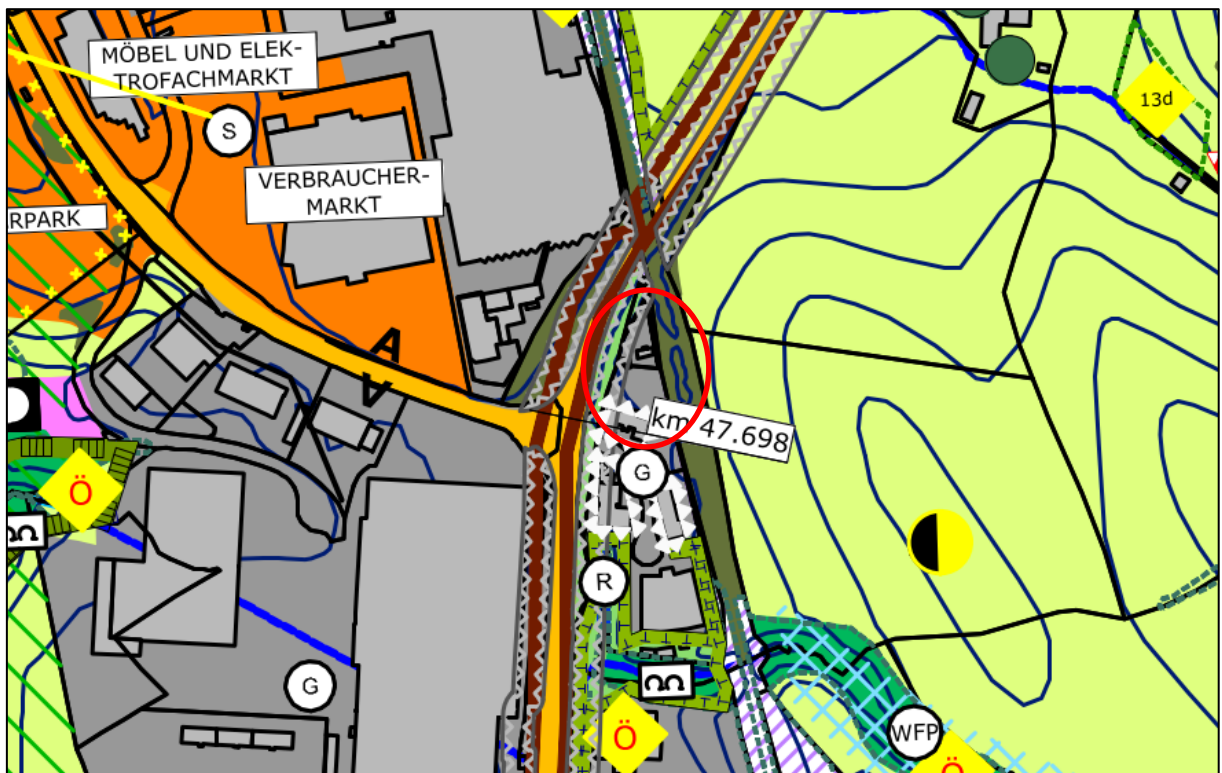 MÖBEL UND ELEK-
TROFACHMARKT
S
13d
VERBRAUCHER-
MARKT
RPARK
A
A
km 47.698
G
Ö
R
G
Ö
WFP
Ö